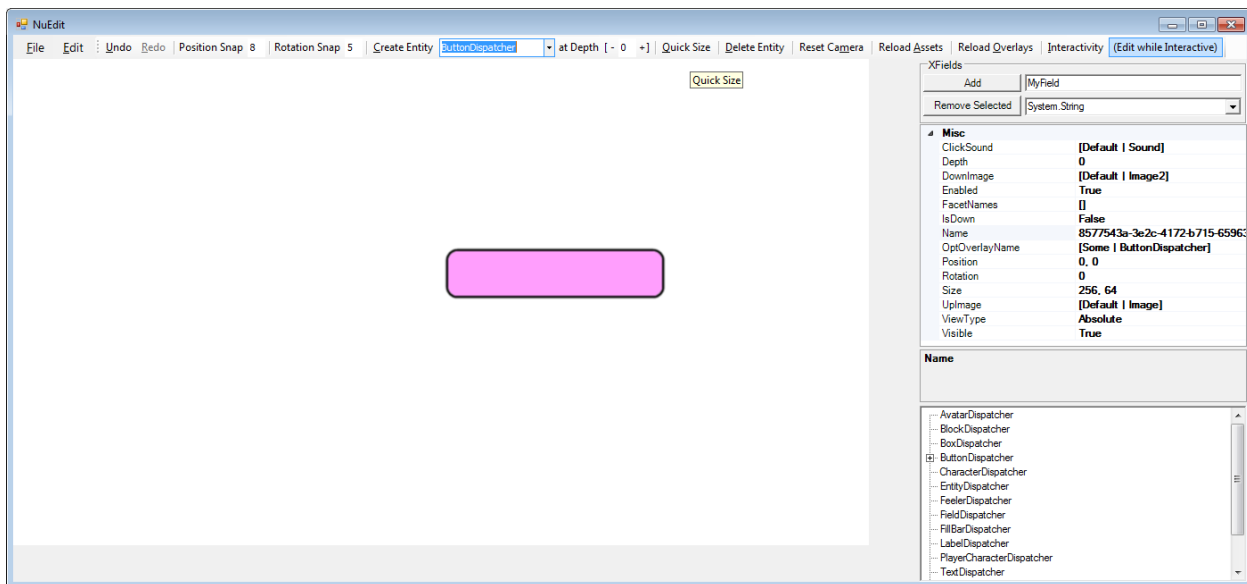 NuEdit
File Edit Undo Redo Position Snap 8 Rotation Snap 5 Create Entity ButtonDispatcher at Depth [ - 0 +] Quick Size Delete Entity Reset Camera Reload Assets Reload Overlays Interactivity (Edit while Interactive)
Quick Size
XFields
Add MyField
Remove Selected System.String
Misc
ClickSound [Default | Sound]
Depth 0
DownImage [Default | Image2]
Enabled True
FacetNames []
IsDown False
Name 8577543a-3e2c-4172-b715-65963
OptOverlayName [Some | ButtonDispatcher]
Position 0, 0
Rotation 0
Size 256, 64
UpImage [Default | Image]
ViewType Absolute
Visible True
Name
AvatarDispatcher
BlockDispatcher
BoxDispatcher
ButtonDispatcher
CharacterDispatcher
EntityDispatcher
FeelerDispatcher
FieldDispatcher
FillBarDispatcher
LabelDispatcher
PlayerCharacterDispatcher
TextDispatcher